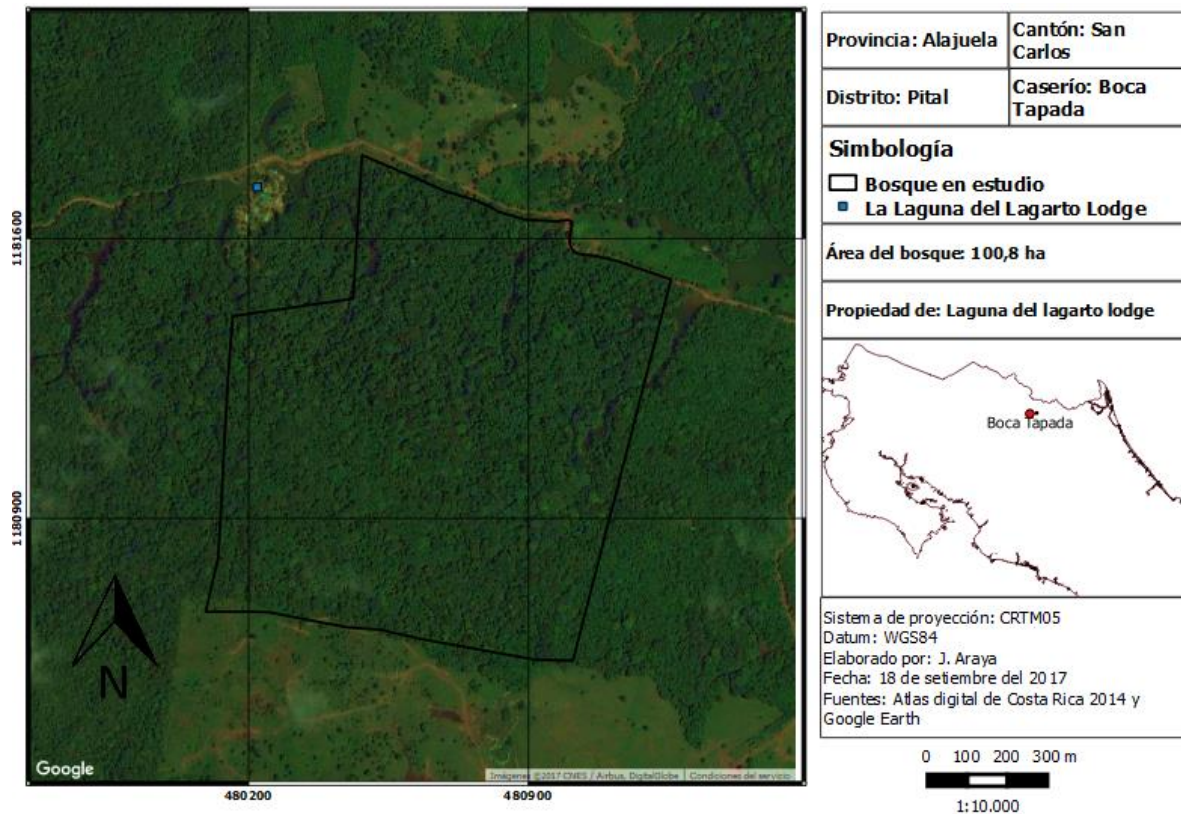 Provincia: Alajuela
Cantón: San
Carlos
Distrito: Pital
Caserío: Boca
Tapada
Simbología
Bosque en estudio
La Laguna del Lagarto Lodge
Área del bosque: 100,8 ha
Propiedad de: Laguna del lagarto lodge
Boca Tapada
Sistema de proyección: CRTM05
Datum: WGS84
Elaborado por: J. Araya
Fecha: 18 de setiembre del 2017
Fuentes: Atlas digital de Costa Rica 2014 y
Google Earth
0 100 200 300 m
1:10.000
1181600
1180900
N
Google
Imágenes ©2017 CNES / Airbus, DigitalGlobe
Condiciones del servicio
480200
480900